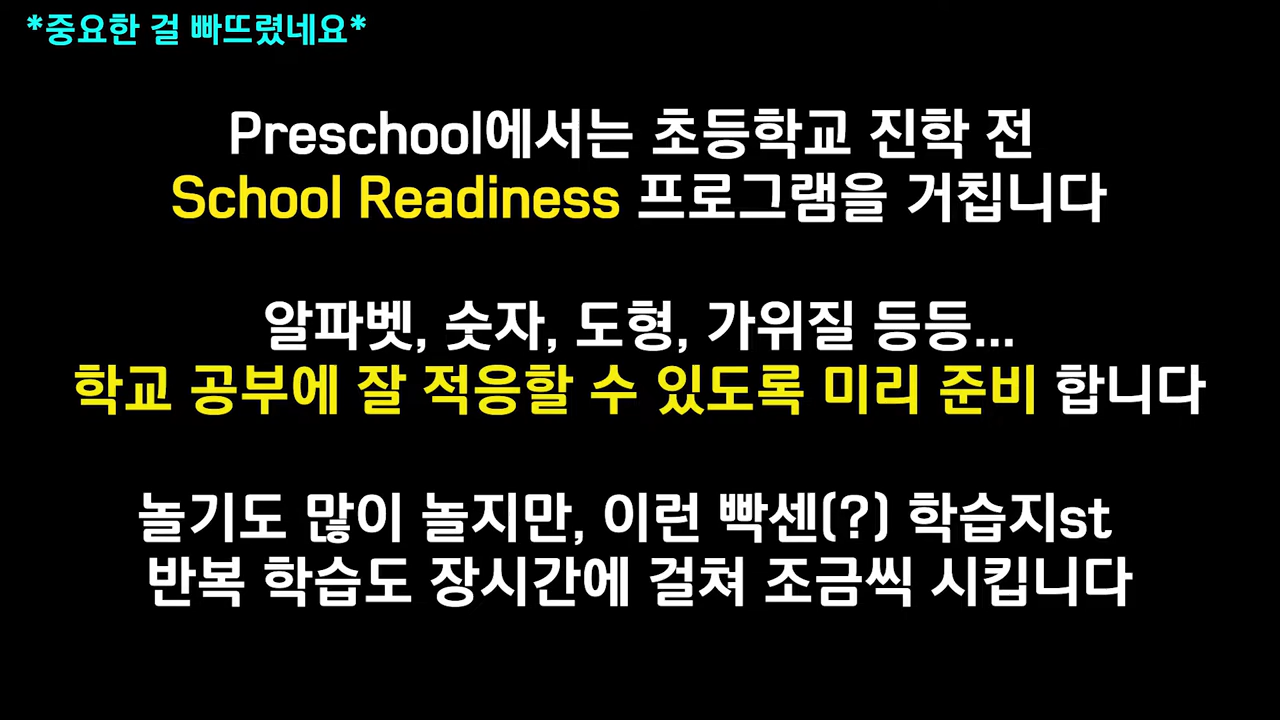 *중요한 걸 빠뜨렸네요*
Preschool에서는 초등학교 진학 전
School Readiness 프로그램을 거칩니다
알파벳, 숫자, 도형, 가위질 등등...
학교 공부에 잘 적응할 수 있도록 미리 준비 합니다
놀기도 많이 놀지만, 이런 빡센(?) 학습지st
반복 학습도 장시간에 걸쳐 조금씩 시킵니다